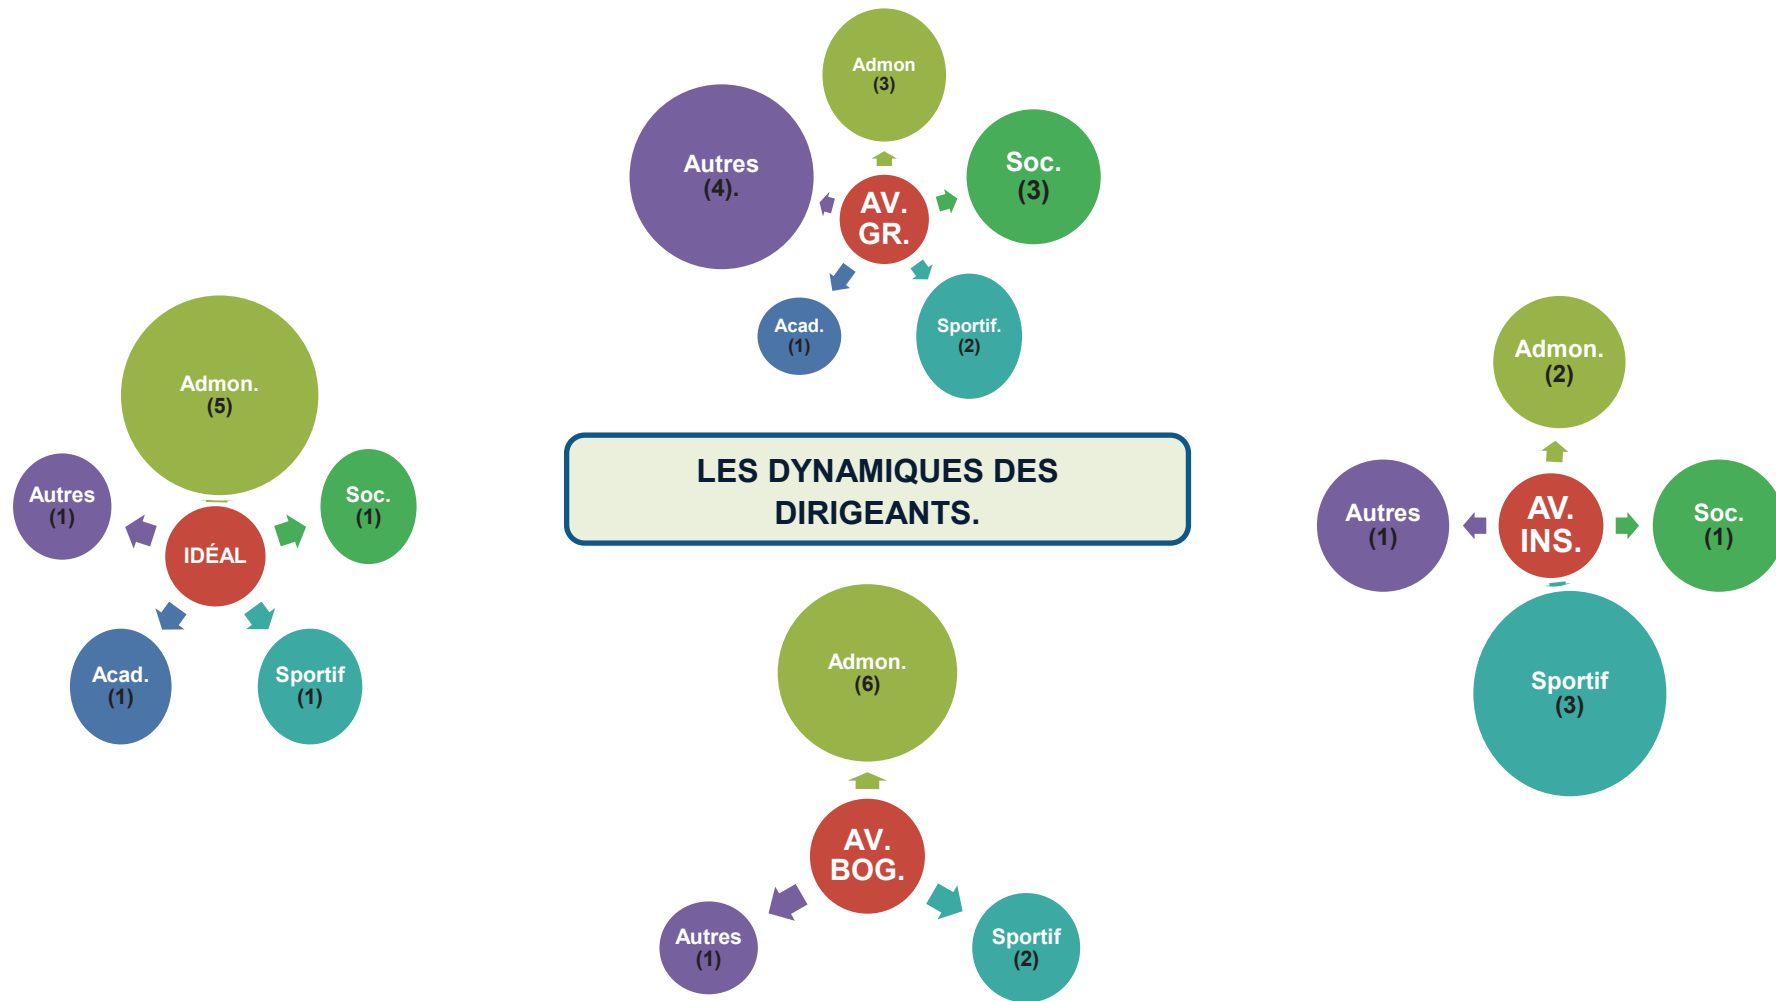 Admon
(3)
Autres
(4).
Soc.
(3)
AV.
GR.
Acad.
(1)
Sportif.
(2)
LES DYNAMIQUES DES
DIRIGEANTS.
Admon.
(5)
Autres
(1)
Soc.
(1)
IDÉAL
Acad.
(1)
Sportif
(1)
Admon.
(2)
Autres
(1)
AV.
INS.
Soc.
(1)
Sportif
(3)
Admon.
(6)
AV.
BOG.
Autres
(1)
Sportif
(2)